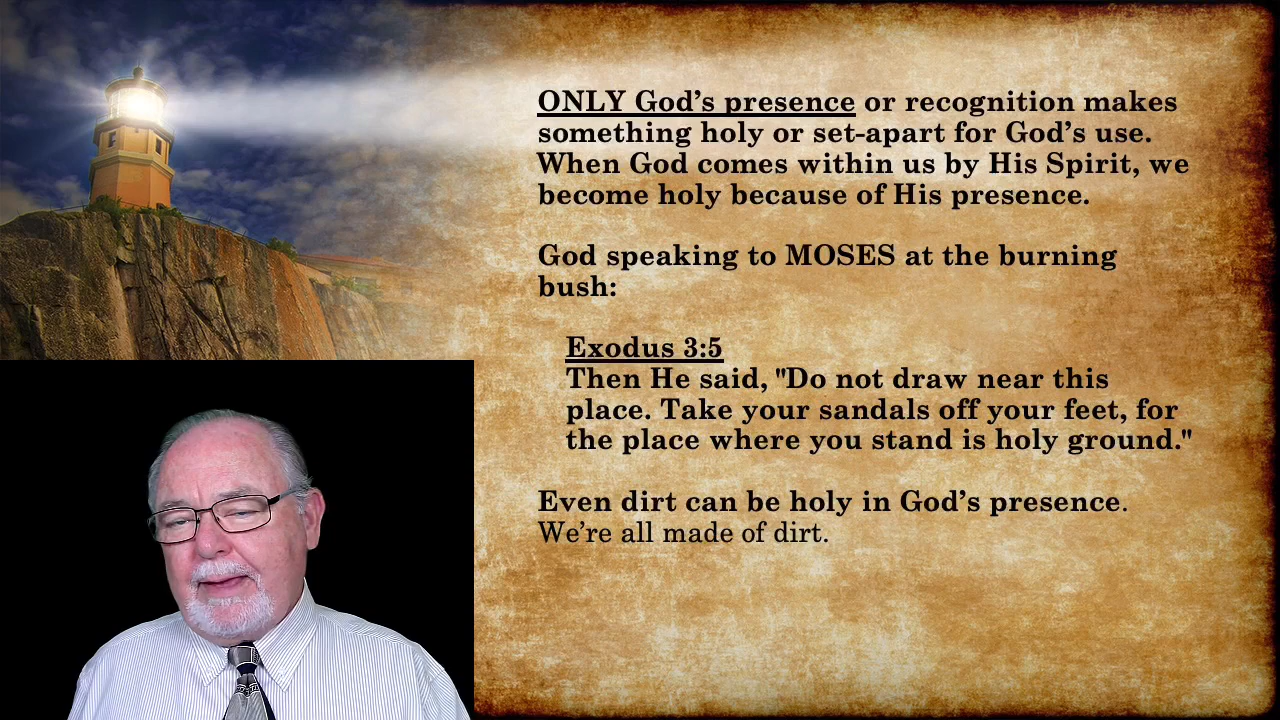 ONLY God’s presence or recognition makes
something holy or set-apart for God’s use.
When God comes within us by His Spirit, we
become holy because of His presence.
God speaking to MOSES at the burning
bush:
Exodus 3:5
Then He said, "Do not draw near this
place. Take your sandals off your feet, for
the place where you stand is holy ground."
Even dirt can be holy in God’s presence.
We’re all made of dirt.